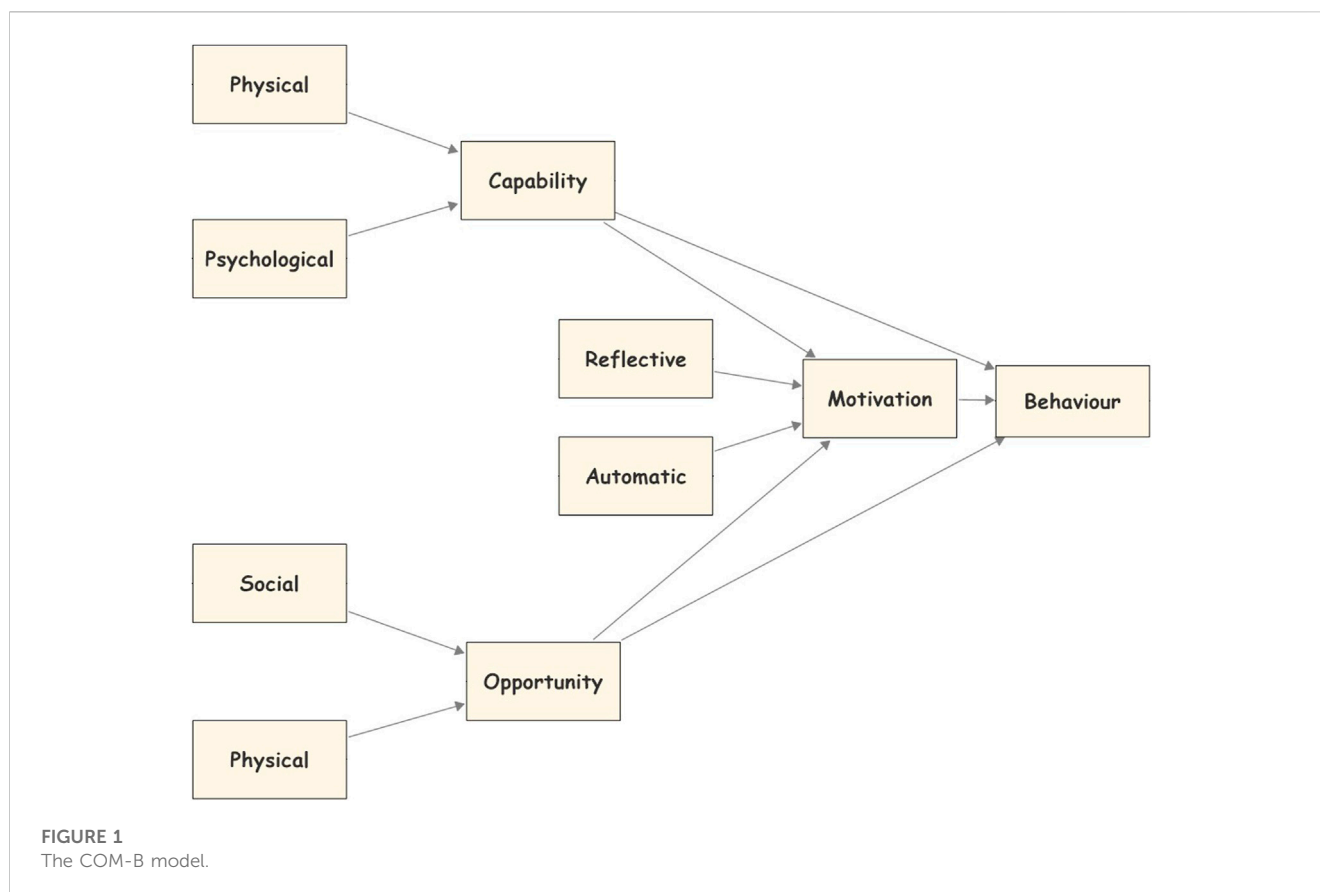 Physical
Capability
Psychological
Reflective
Motivation
Behaviour
Automatic
Social
Opportunity
Physical
FIGURE 1
The COM-B model.